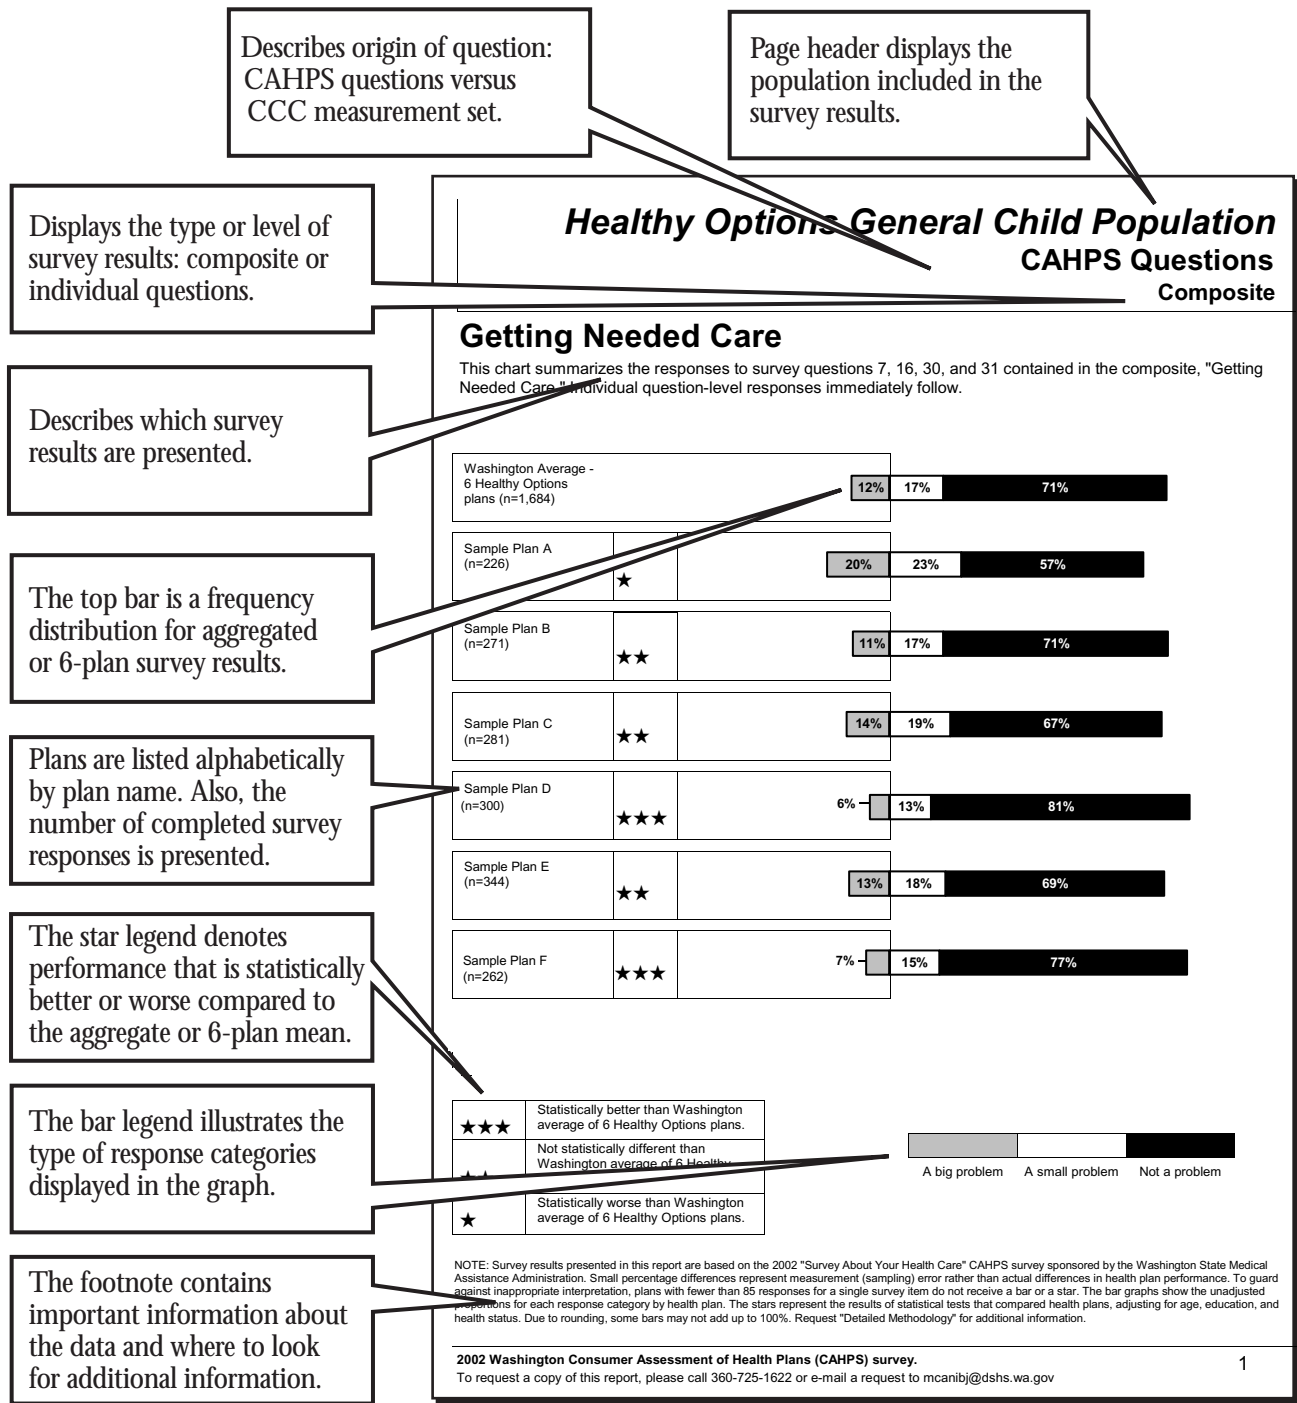 Describes origin of question:
CAHPS questions versus
CCC measurement set.
Page header displays the
population included in the
survey results.
Displays the type or level of
survey results: composite or
individual questions.
Describes which survey
results are presented.
The top bar is a frequency
distribution for aggregated
or 6-plan survey results.
Plans are listed alphabetically
by plan name. Also, the
number of completed survey
responses is presented.
The star legend denotes
performance that is statistically
better or worse compared to
the aggregate or 6-plan mean.
The bar legend illustrates the
type of response categories
displayed in the graph.
The footnote contains
important information about
the data and where to look
for additional information.
Healthy Options General Child Population
CAHPS Questions
Composite
Getting Needed Care
This chart summarizes the responses to survey questions 7, 16, 30, and 31 contained in the composite, "Getting
Needed Care." Individual question-level responses immediately follow.
Washington Average -
6 Healthy Options
plans (n=1,684)
12% 17% 71%
Sample Plan A
(n=226)
★
20% 23% 57%
Sample Plan B
(n=271)
★★
11% 17% 71%
Sample Plan C
(n=281)
★★
14% 19% 67%
Sample Plan D
(n=300)
★★★
6% 13% 81%
Sample Plan E
(n=344)
★★
13% 18% 69%
Sample Plan F
(n=262)
★★★
7% 15% 77%
★★★ Statistically better than Washington
average of 6 Healthy Options plans.
Not statistically different than
Washington average of 6 Healthy
★ Statistically worse than Washington
average of 6 Healthy Options plans.
A big problem A small problem Not a problem
NOTE: Survey results presented in this report are based on the 2002 "Survey About Your Health Care" CAHPS survey sponsored by the Washington State Medical
Assistance Administration. Small percentage differences represent measurement (sampling) error rather than actual differences in health plan performance. To guard
against inappropriate interpretation, plans with fewer than 85 responses for a single survey item do not receive a bar or a star. The bar graphs show the unadjusted
proportions for each response category by health plan. The stars represent the results of statistical tests that compared health plans, adjusting for age, education, and
health status. Due to rounding, some bars may not add up to 100%. Request "Detailed Methodology" for additional information.
2002 Washington Consumer Assessment of Health Plans (CAHPS) survey.
To request a copy of this report, please call 360-725-1622 or e-mail a request to mcanibj@dshs.wa.gov
1